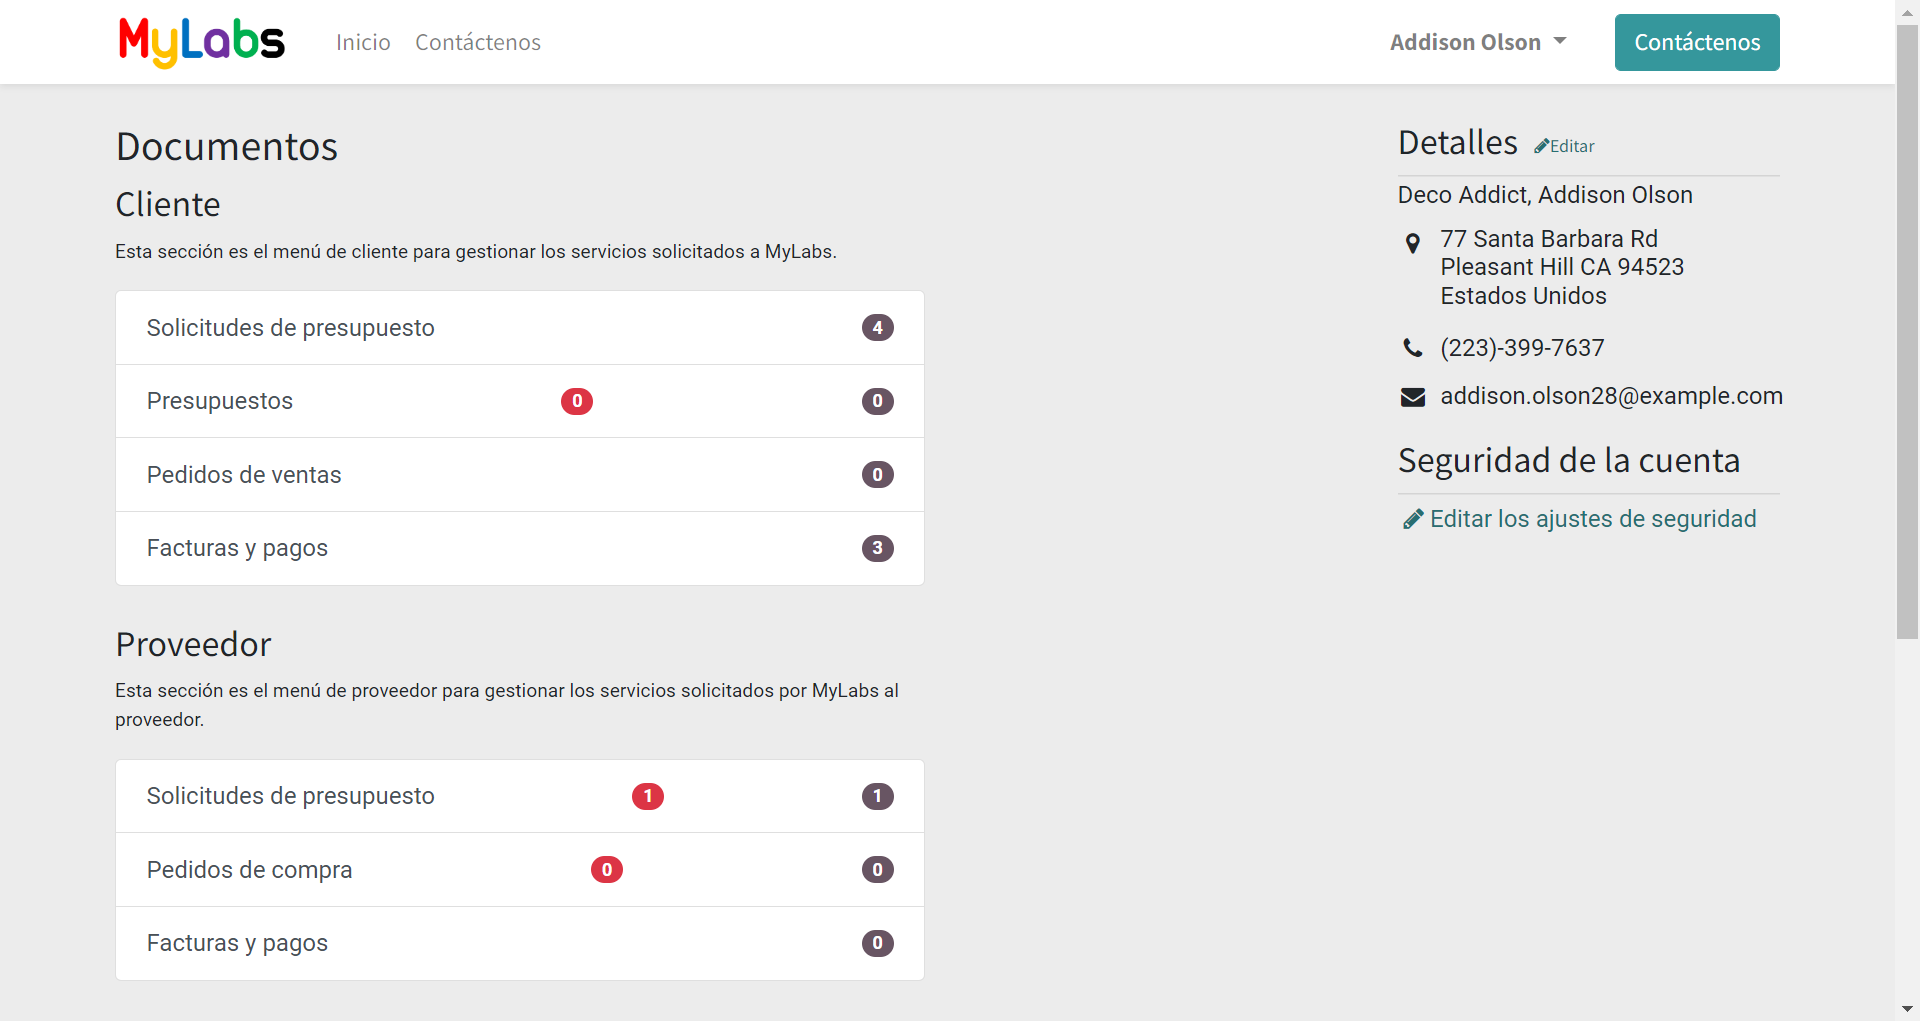 MyLabs
Inicio
Contáctenos
Addison Olson
Contáctenos
Documentos
Cliente
Esta sección es el menú de cliente para gestionar los servicios solicitados a MyLabs.
Solicitudes de presupuesto 4
Presupuestos 0 0
Pedidos de ventas 0
Facturas y pagos 3
Proveedor
Esta sección es el menú de proveedor para gestionar los servicios solicitados por MyLabs al
proveedor.
Solicitudes de presupuesto 1 1
Pedidos de compra 0 0
Facturas y pagos 0
Detalles Editar
Deco Addict, Addison Olson
77 Santa Barbara Rd
Pleasant Hill CA 94523
Estados Unidos
(223)-399-7637
addison.olson28@example.com
Seguridad de la cuenta
Editar los ajustes de seguridad